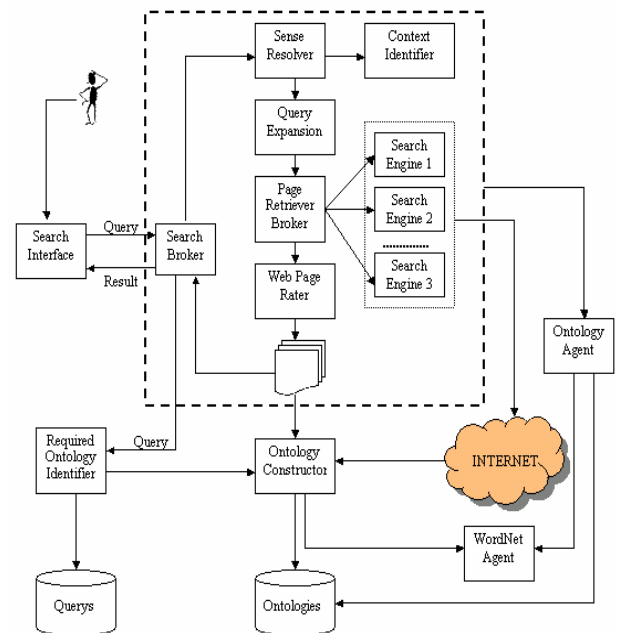 Sense
Resolver
Context
Identifier
Query
Expansion
Search
Engine 1
Page
Retriever
Broker
Search
Engine 2
Search
Interface
Query
Result
Search
Broker
Web Page
Rater
Search
Engine 3
Ontology
Agent
Required
Ontology
Identifier
Query
Ontology
Constructor
INTERNET
WordNet
Agent
Querys
Ontologies